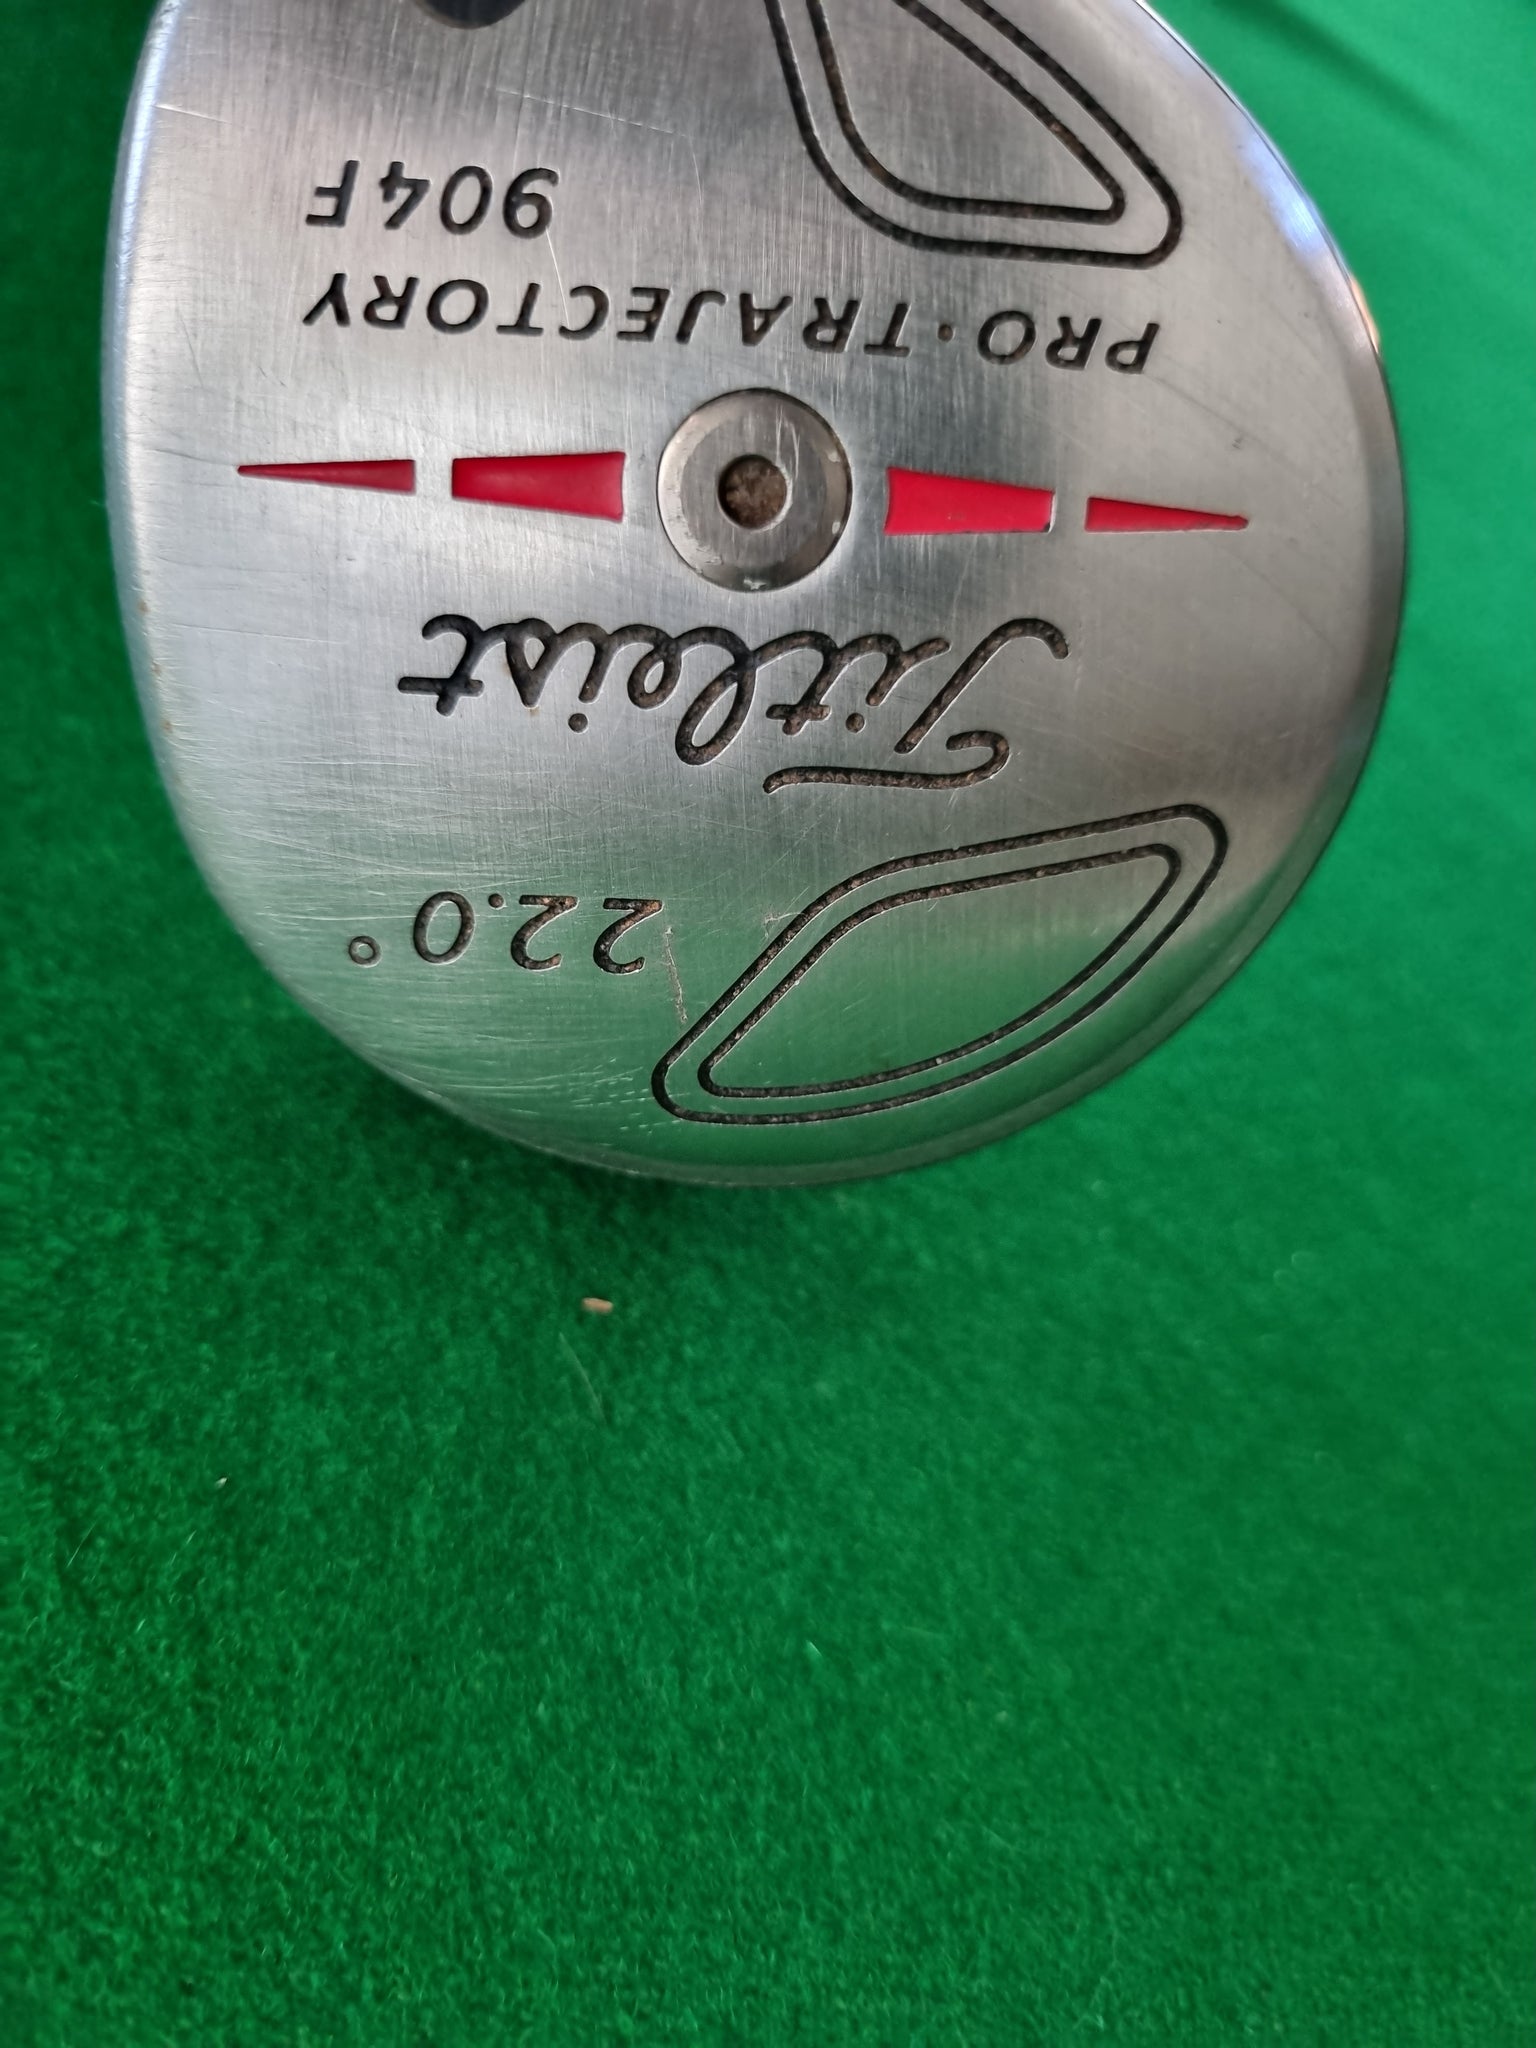 22.0°
Titleist
PRO·TRAJECTORY
904F